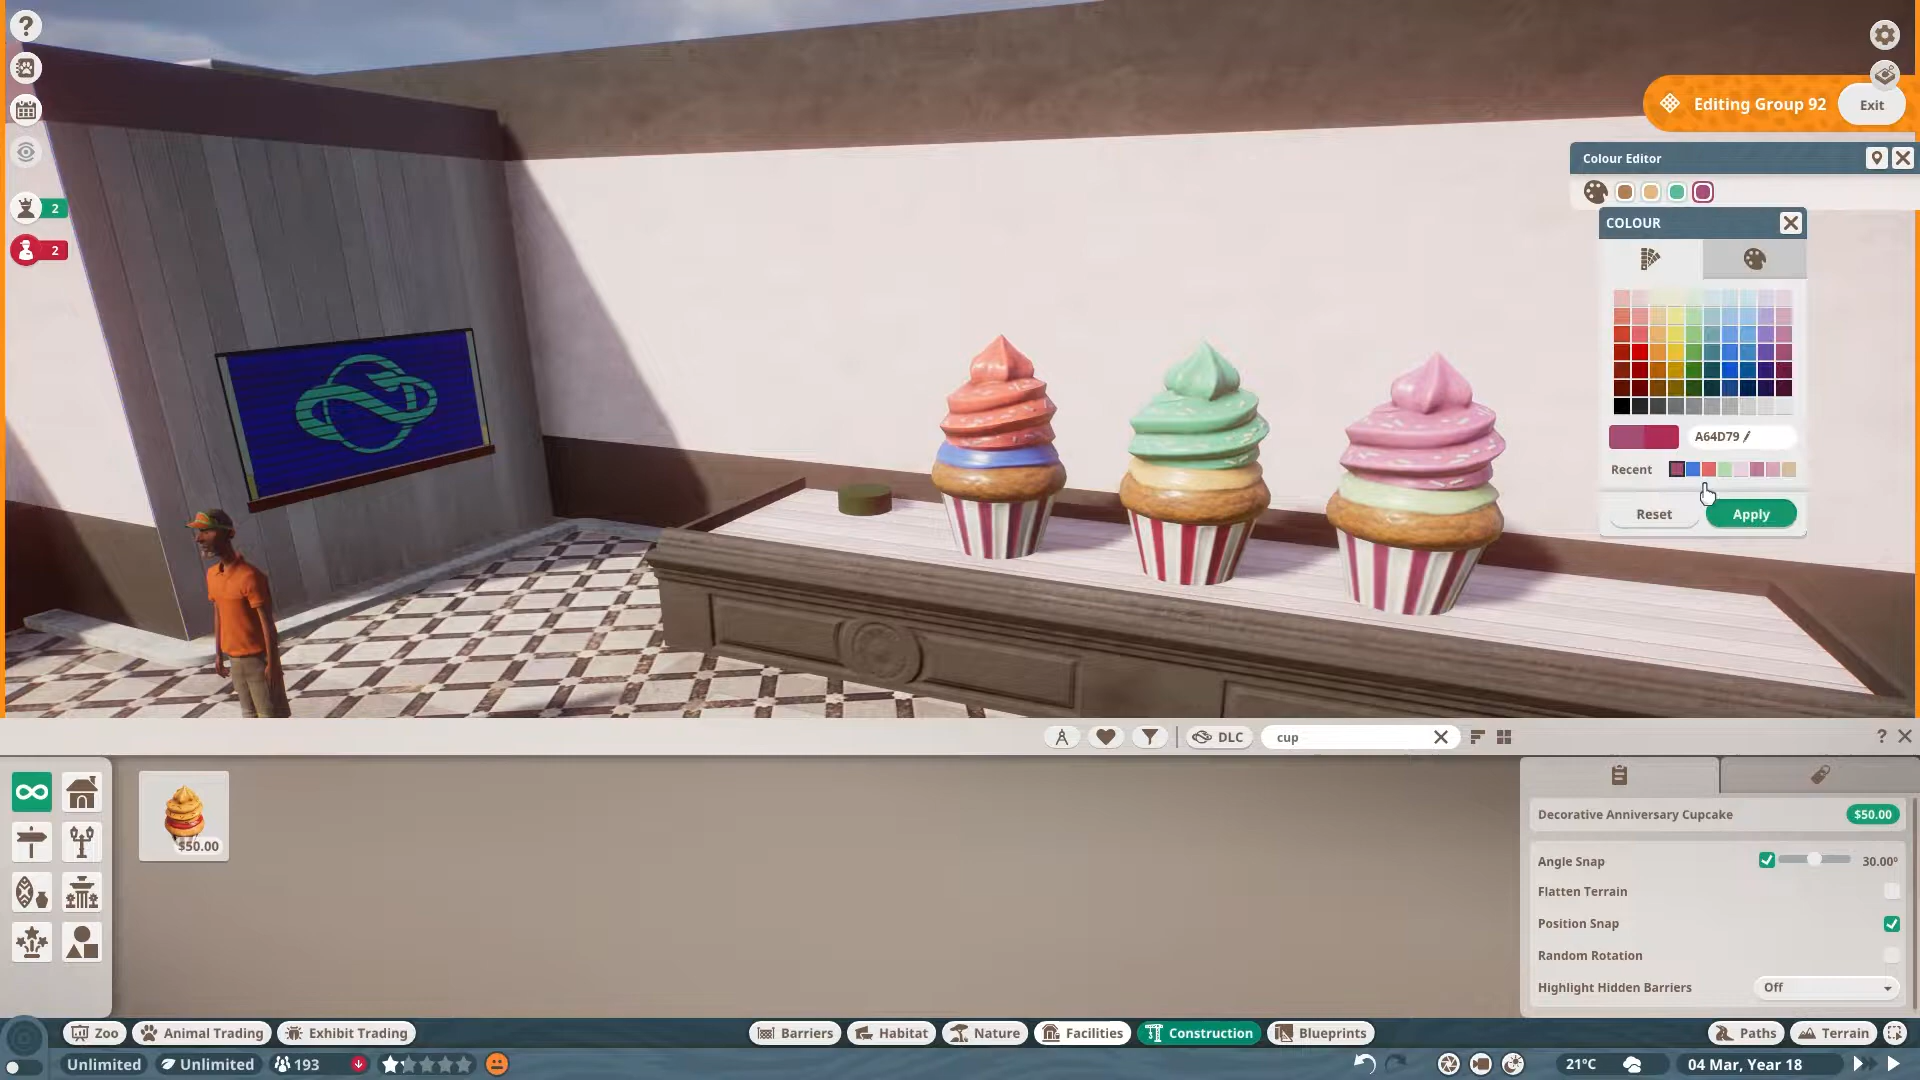 ?
Editing Group 92
Exit
Colour Editor
2
2
COLOUR
A64D79
Recent
Reset
Apply
DLC
cup
?
$50.00
Decorative Anniversary Cupcake
$50.00
Angle Snap
30.00°
Flatten Terrain
Position Snap
Random Rotation
Highlight Hidden Barriers
Off
Zoo
Animal Trading
Exhibit Trading
Barriers
Habitat
Nature
Facilities
Construction
Blueprints
Paths
Terrain
Unlimited
Unlimited
193
21°C
04 Mar, Year 18